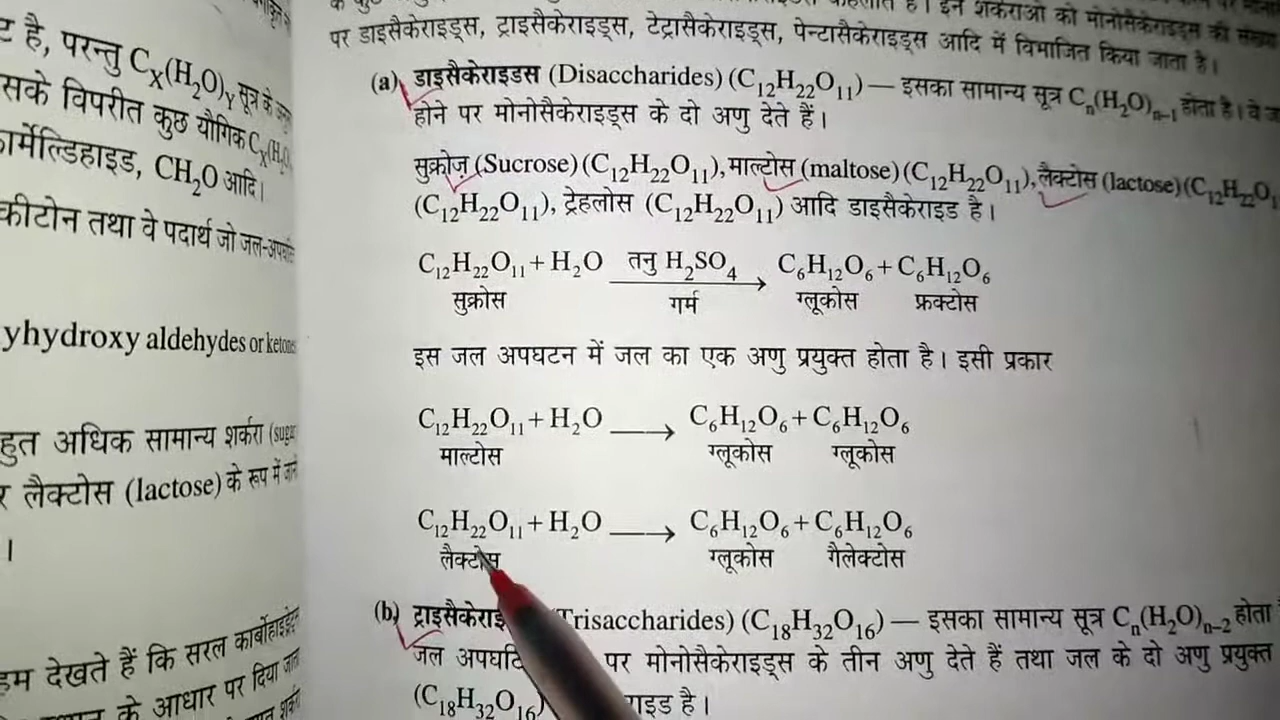 ट है, परन्तु Cₓ(H₂O)ᵧ सूत्र के
सके विपरीत कुछ यौगिक
CH₂O आदि।
कीटोन तथा वे पदार्थ जो
yhydroxy aldehydes or ketones
हुत अधिक सामान्य शर्करा
र लैक्टोस (lactose) के रूप में
।
हम देखते हैं कि सरल
के आधार पर दिया
पर डाइसैकेराइड्स, ट्राइसैकेराइड्स, टेट्रासैकेराइड्स, पेन्टासैकेराइड्स आदि में विभाजित किया जाता है।
(a) डाइसैकेराइडस (Disaccharides) (C₁₂H₂₂O₁₁) — इसका सामान्य सूत्र Cₙ(H₂O)ₙ₋₁ होता है। वे
होने पर मोनोसैकेराइड्स के दो अणु देते हैं।
सुक्रोज़ (Sucrose) (C₁₂H₂₂O₁₁), माल्टोस (maltose) (C₁₂H₂₂O₁₁), लैक्टोस (lactose) (C₁₂H₂₂O
(C₁₂H₂₂O₁₁), ट्रेहलोस (C₁₂H₂₂O₁₁) आदि डाइसैकेराइड है।
C₁₂H₂₂O₁₁ + H₂O तनु H₂SO₄ → गर्म C₆H₁₂O₆ + C₆H₁₂O₆
सुक्रोस ग्लूकोस फ्रक्टोस
इस जल अपघटन में जल का एक अणु प्रयुक्त होता है। इसी प्रकार
C₁₂H₂₂O₁₁ + H₂O → C₆H₁₂O₆ + C₆H₁₂O₆
माल्टोस ग्लूकोस ग्लूकोस
C₁₂H₂₂O₁₁ + H₂O → C₆H₁₂O₆ + C₆H₁₂O₆
लैक्टोस ग्लूकोस गैलेक्टोस
(b) ट्राइसैकेराइ Trisaccharides) (C₁₈H₃₂O₁₆) — इसका सामान्य सूत्र Cₙ(H₂O)ₙ₋₂ होता
जल अपघटि पर मोनोसैकेराइड्स के तीन अणु देते हैं तथा जल के दो अणु प्रयुक्त
(C₁₈H₃₂O₁₆) राइड है।